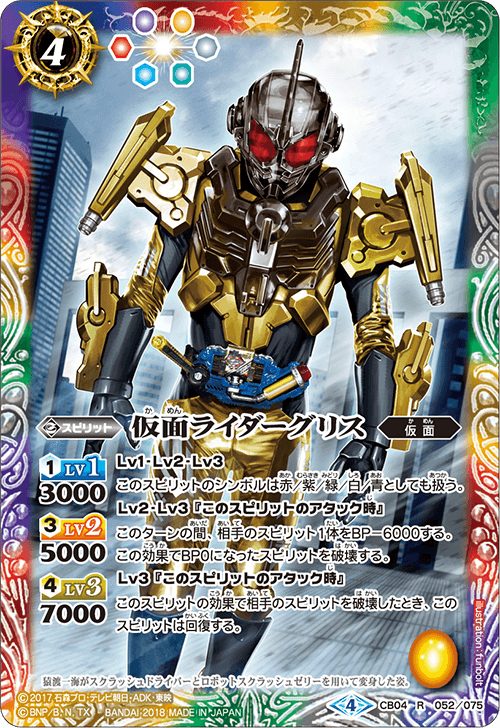 4
スピリット
仮面ライダーグリス
かめん
仮面
かめん
1 LV1
3000
Lv1・Lv2・Lv3
このスピリットのシンボルは赤/紫/緑/白/青としても扱う。
3 LV2
5000
Lv2・Lv3『このスピリットのアタック時』
このターンの間、相手のスピリット1体をBP-6000する。
この効果でBP0になったスピリットを破壊する。
4 LV3
7000
Lv3『このスピリットのアタック時』
このスピリットの効果で相手のスピリットを破壊したとき、この
スピリットは回復する。
猿渡一海がスクラッシュドライバーとロボットスクラッシュゼリーを用いて変身した姿。
©2017 石森プロ・テレビ朝日・ADK・東映
©BNP/B, N, TX BANDAI 2018 MADE IN JAPAN
4 CB04 R 052/075
illustration:funbolt